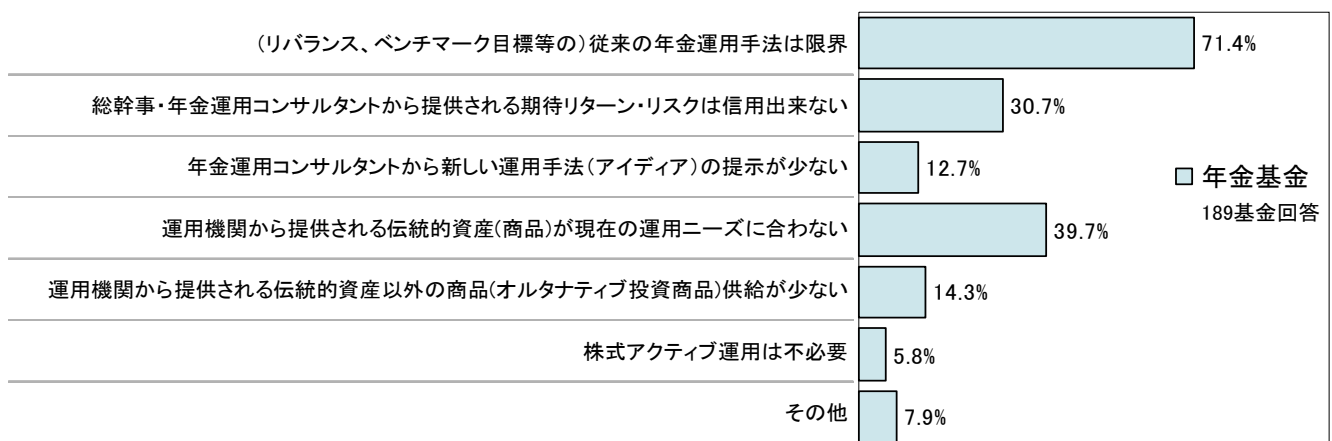 （リバランス、ベンチマーク目標等の）従来の年金運用手法は限界
71.4%
総幹事・年金運用コンサルタントから提供される期待リターン・リスクは信用出来ない
30.7%
年金運用コンサルタントから新しい運用手法（アイディア）の提示が少ない
12.7%
年金基金
189基金回答
運用機関から提供される伝統的資産（商品）が現在の運用ニーズに合わない
39.7%
運用機関から提供される伝統的資産以外の商品（オルタナティブ投資商品）供給が少ない
14.3%
株式アクティブ運用は不必要
5.8%
その他
7.9%